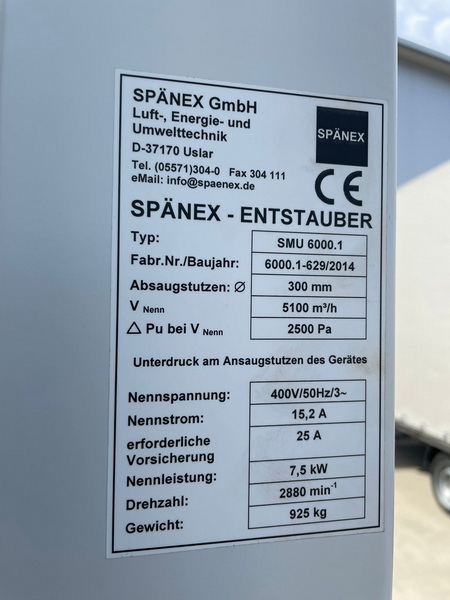 SPÄNEX GmbH
Luft-, Energie- und
Umwelttechnik
D-37170 Uslar
Tel. (05571)304-0 Fax 304 111
eMail: info@spaenex.de
SPÄNEX
CE
SPÄNEX - ENTSTAUBER
Typ: SMU 6000.1
Fabr.Nr./Baujahr: 6000.1-629/2014
Absaugstutzen: Ø 300 mm
V Nenn 5100 m³/h
△ Pu bei V Nenn 2500 Pa
Unterdruck am Ansaugstutzen des Gerätes
Nennspannung: 400V/50Hz/3~
Nennstrom: 15,2 A
erforderliche 25 A
Vorsicherung
Nennleistung: 7,5 kW
Drehzahl: 2880 min⁻¹
Gewicht: 925 kg